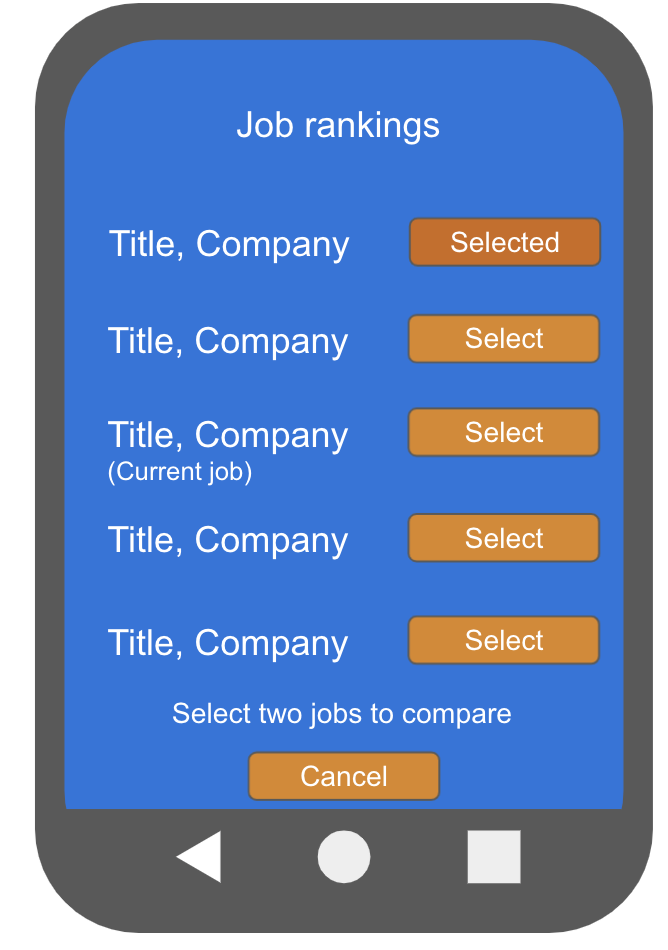 Job rankings
Title, Company
Selected
Title, Company
Select
Title, Company
Select
(Current job)
Title, Company
Select
Title, Company
Select
Select two jobs to compare
Cancel